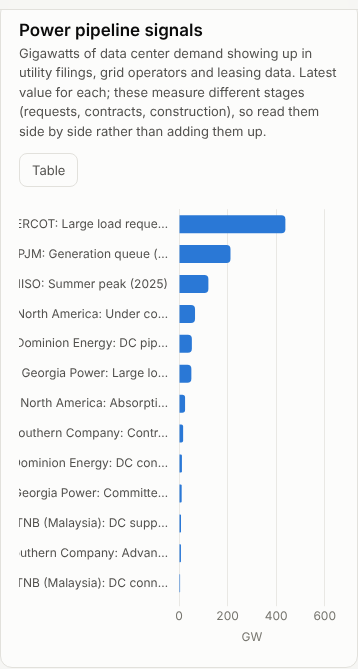 Power pipeline signals
Gigawatts of data center demand showing up in
utility filings, grid operators and leasing data. Latest
value for each; these measure different stages
(requests, contracts, construction), so read them
side by side rather than adding them up.
Table
ERCOT: Large load reque...
PJM: Generation queue (...
MISO: Summer peak (2025)
North America: Under co...
Dominion Energy: DC pip...
Georgia Power: Large lo...
North America: Absorpti...
outhern Company: Contr...
Dominion Energy: DC con...
Georgia Power: Committe...
TNB (Malaysia): DC supp...
uthern Company: Advan...
TNB (Malaysia): DC conn...
0 200 400 600
GW